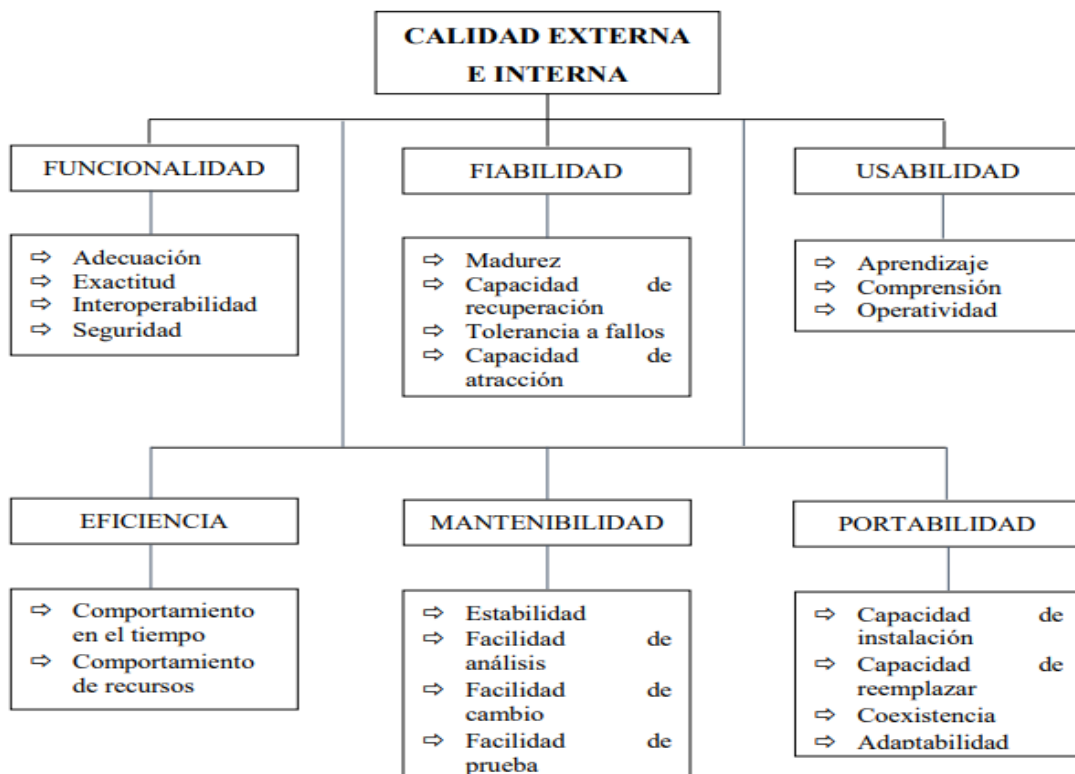 CALIDAD EXTERNA
E INTERNA
FUNCIONALIDAD
⇨ Adecuación
⇨ Exactitud
⇨ Interoperabilidad
⇨ Seguridad
FIABILIDAD
⇨ Madurez
⇨ Capacidad de
recuperación
⇨ Tolerancia a fallos
⇨ Capacidad de
atracción
USABILIDAD
⇨ Aprendizaje
⇨ Comprensión
⇨ Operatividad
EFICIENCIA
⇨ Comportamiento
en el tiempo
⇨ Comportamiento
de recursos
MANTENIBILIDAD
⇨ Estabilidad
⇨ Facilidad de
análisis
⇨ Facilidad de
cambio
⇨ Facilidad de
prueba
PORTABILIDAD
⇨ Capacidad de
instalación
⇨ Capacidad de
reemplazar
⇨ Coexistencia
⇨ Adaptabilidad